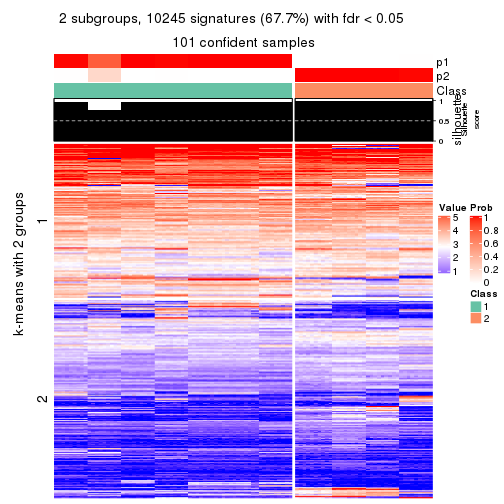 2 subgroups, 10245 signatures (67.7%) with fdr < 0.05
101 confident samples
p1
p2
Class
1
0.5
0
silhouette
Silhouette
score
k-means with 2 groups
1
2
Value
5
4
3
2
1
Prob
1
0.8
0.6
0.4
0.2
0
Class
1
2